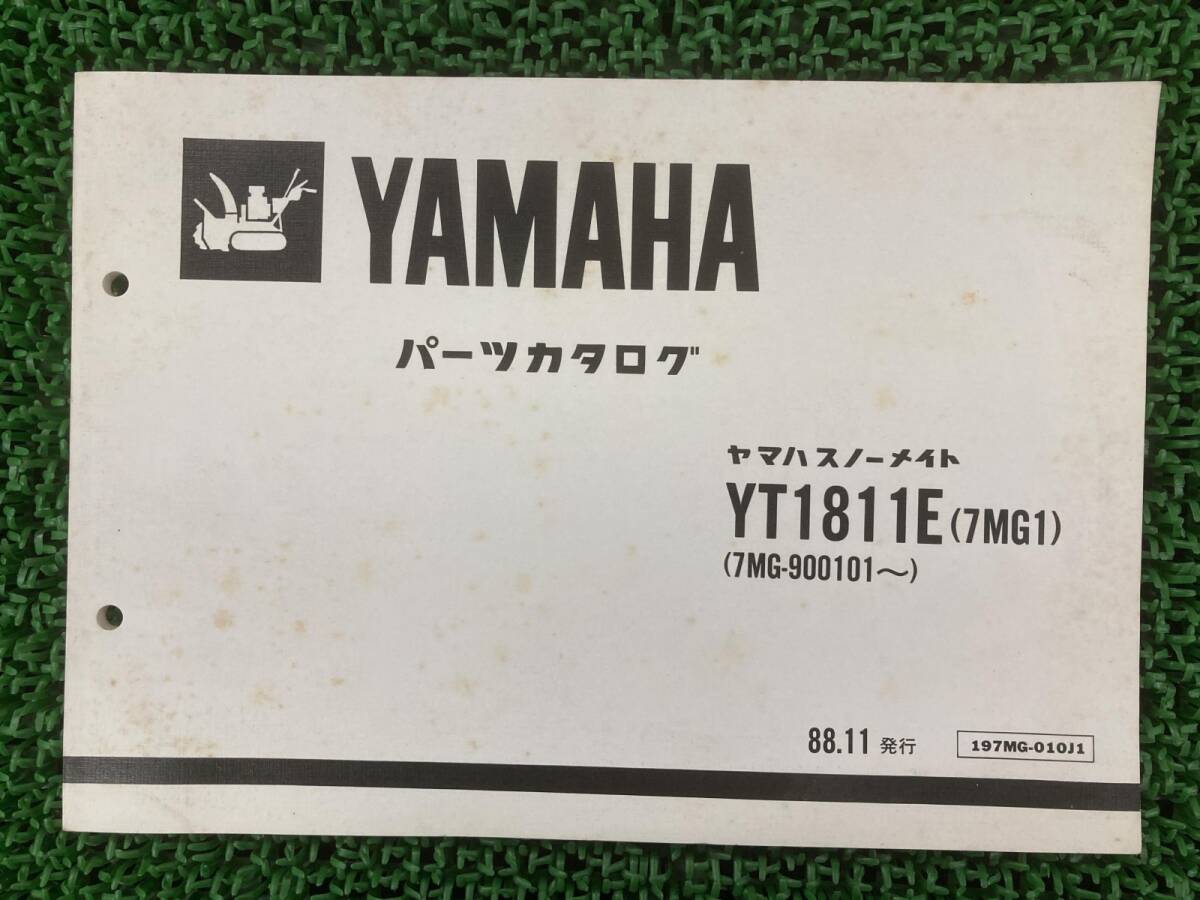 YAMAHA
パーツカタログ
ヤマハ スノーメイト
YT1811E (7MG1)
(7MG-900101〜)
88.11 発行
197MG-010J1